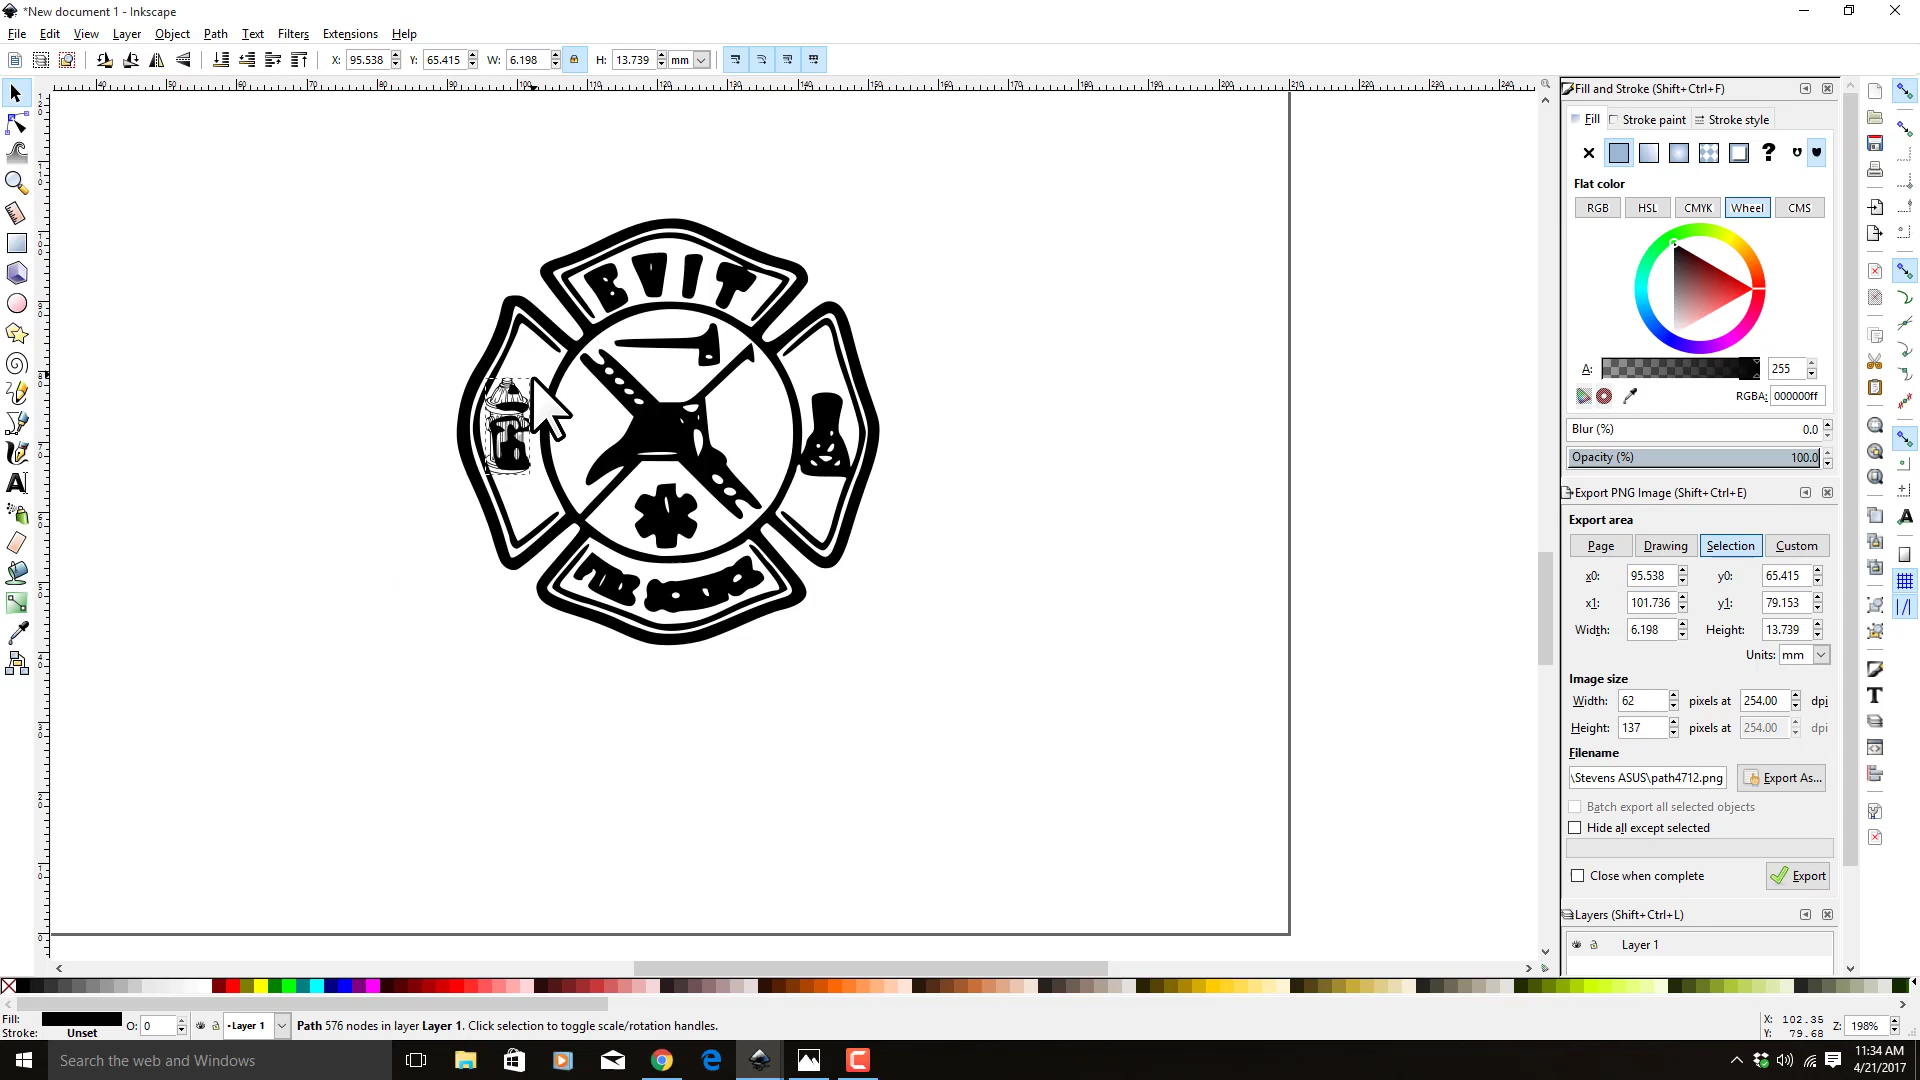 *New document 1 - Inkscape
File Edit View Layer Object Path Text Filters Extensions Help
X: 95.538 Y: 65.415 W: 6.198 H: 13.739 mm
Fill and Stroke (Shift+Ctrl+F)
Fill Stroke paint Stroke style
?
Flat color
RGB HSL CMYK Wheel CMS
A: 255
RGBA: 000000ff
Blur (%) 0.0
Opacity (%) 100.0
Export PNG Image (Shift+Ctrl+E)
Export area
Page Drawing Selection Custom
x0: 95.538 y0: 65.415
x1: 101.736 y1: 79.153
Width: 6.198 Height: 13.739
Units: mm
Image size
Width: 62 pixels at 254.00 dpi
Height: 137 pixels at 254.00 dpi
Filename
\Stevens ASUS\path4712.png Export As...
Batch export all selected objects
Hide all except selected
Close when complete Export
Layers (Shift+Ctrl+L)
Layer 1
EVIT
Fill:
Stroke: Unset O: 0 •Layer 1 Path 576 nodes in layer Layer 1. Click selection to toggle scale/rotation handles.
X: 102.35
Y: 79.68 Z: 198%
Search the web and Windows
11:34 AM
4/21/2017